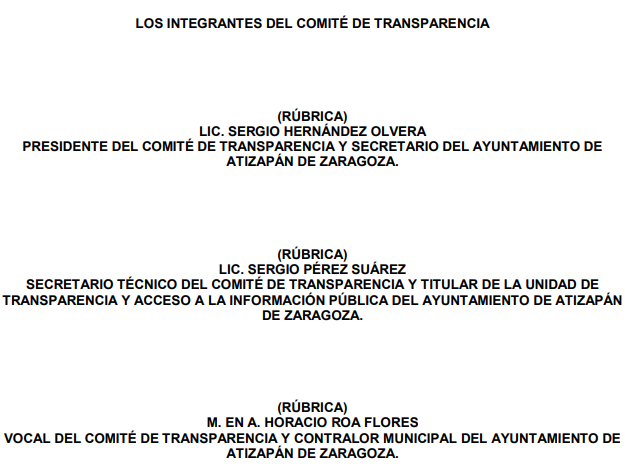 LOS INTEGRANTES DEL COMITÉ DE TRANSPARENCIA
(RÚBRICA)
LIC. SERGIO HERNÁNDEZ OLVERA
PRESIDENTE DEL COMITÉ DE TRANSPARENCIA Y SECRETARIO DEL AYUNTAMIENTO DE
ATIZAPÁN DE ZARAGOZA.
(RÚBRICA)
LIC. SERGIO PÉREZ SUÁREZ
SECRETARIO TÉCNICO DEL COMITÉ DE TRANSPARENCIA Y TITULAR DE LA UNIDAD DE
TRANSPARENCIA Y ACCESO A LA INFORMACIÓN PÚBLICA DEL AYUNTAMIENTO DE ATIZAPÁN
DE ZARAGOZA.
(RÚBRICA)
M. EN A. HORACIO ROA FLORES
VOCAL DEL COMITÉ DE TRANSPARENCIA Y CONTRALOR MUNICIPAL DEL AYUNTAMIENTO DE
ATIZAPÁN DE ZARAGOZA.